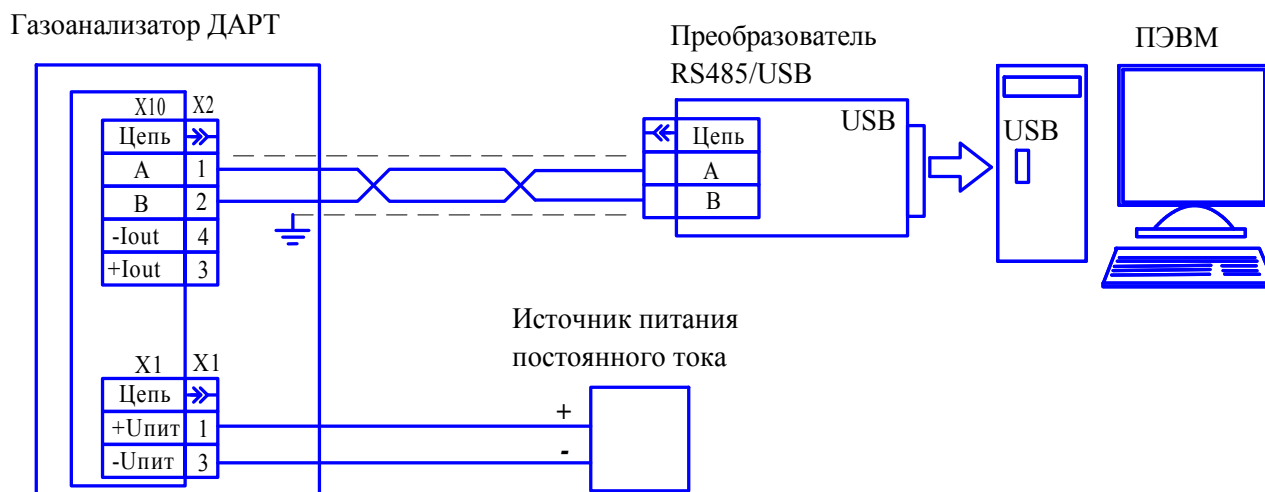 Газоанализатор ДАРТ
Преобразователь
RS485/USB
ПЭВМ
X10 X2
Цепь
A 1
B 2
-Iout 4
+Iout 3
Цепь
A
B
USB
USB
Источник питания
постоянного тока
X1 X1
Цепь
+Uпит 1
-Uпит 3
+
-